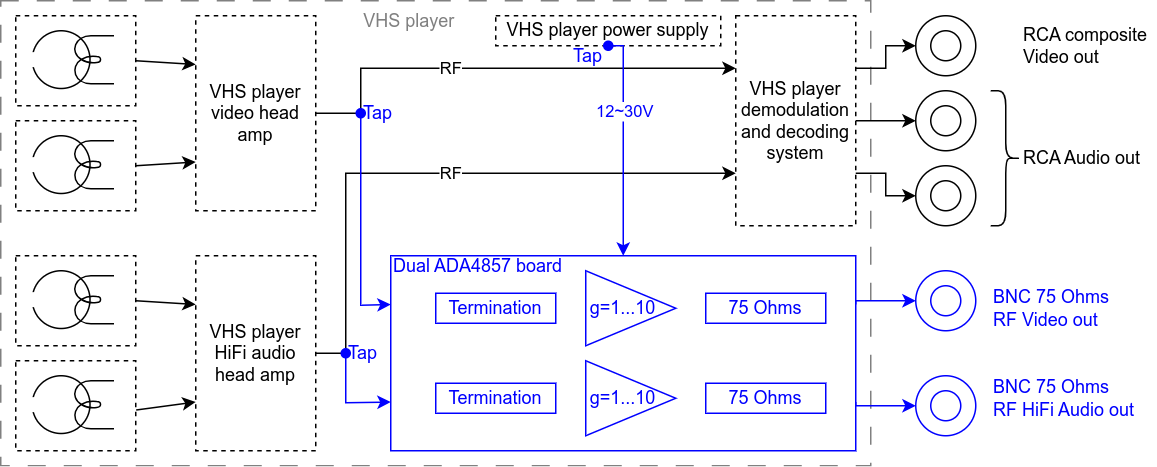 VHS player
VHS player power supply
Tap
12~30V
RF
VHS player
video head
amp
Tap
RF
VHS player
demodulation
and decoding
system
RCA composite
Video out
RCA Audio out
VHS player
HiFi audio
head amp
Tap
Dual ADA4857 board
Termination
g=1...10
75 Ohms
Termination
g=1...10
75 Ohms
BNC 75 Ohms
RF Video out
BNC 75 Ohms
RF HiFi Audio out